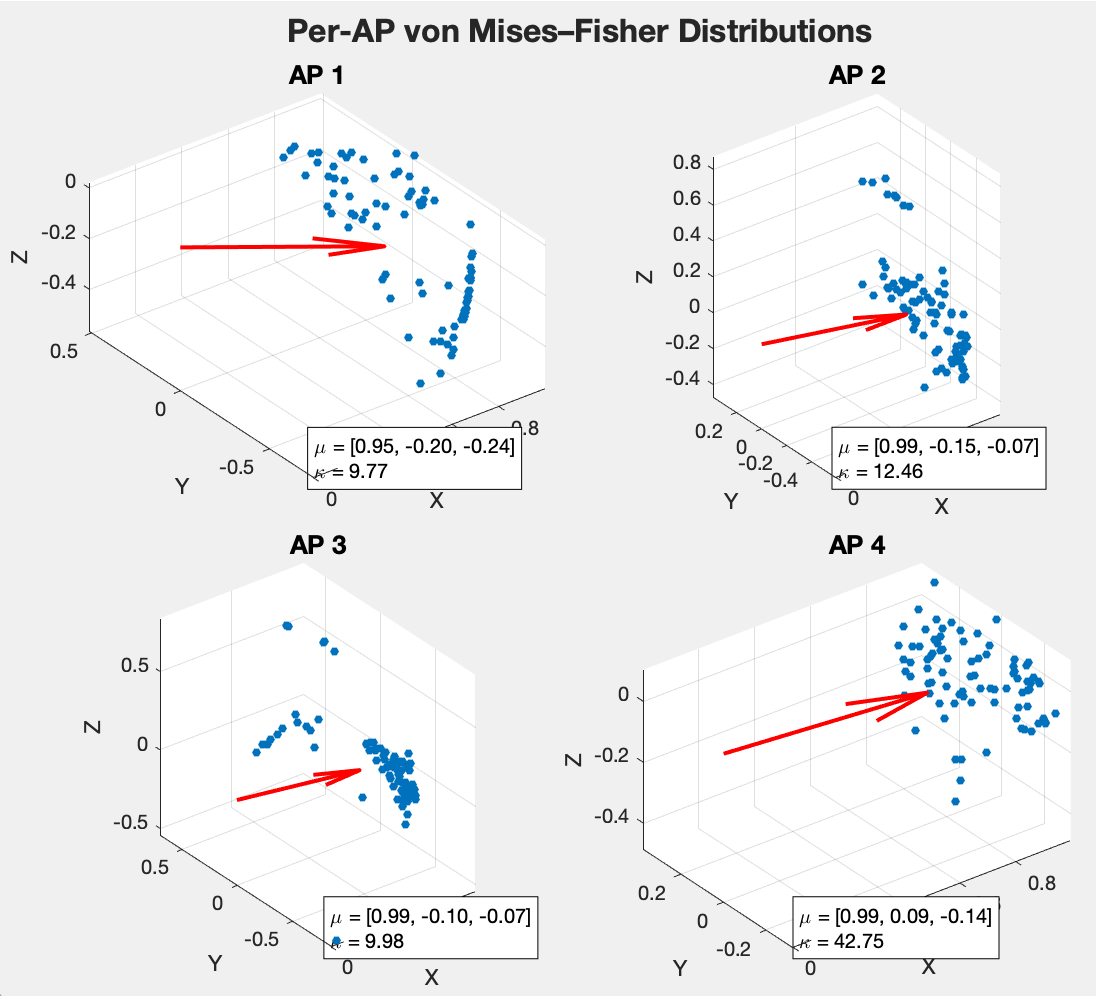 Per-AP von Mises–Fisher Distributions
AP 1
0
-0.2
-0.4
Z
0.5
0
-0.5
Y
0
X
0.8
μ = [0.95, -0.20, -0.24]
κ = 9.77
AP 2
0.8
0.6
0.4
0.2
0
-0.2
-0.4
Z
0.2
0
-0.2
-0.4
Y
0
X
μ = [0.99, -0.15, -0.07]
κ = 12.46
AP 3
0.5
0
-0.5
Z
0.5
0
-0.5
Y
0
X
μ = [0.99, -0.10, -0.07]
κ = 9.98
AP 4
0
-0.2
-0.4
Z
0.2
0
-0.2
Y
0
X
0.8
μ = [0.99, 0.09, -0.14]
κ = 42.75